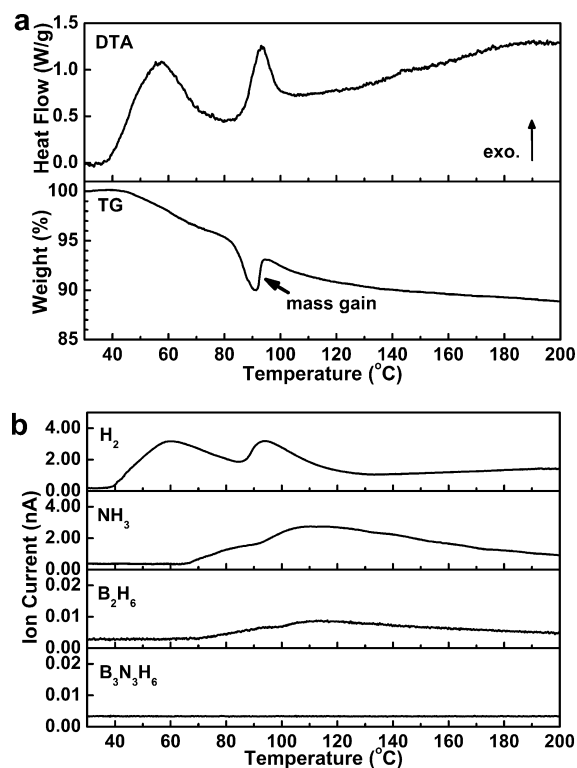 a
DTA
Heat Flow (W/g)
1.5
1.0
0.5
0.0
exo.
TG
Weight (%)
100
95
90
85
mass gain
40 60 80 100 120 140 160 180 200
Temperature (°C)
b
Ion Current (nA)
H₂
4.00
2.00
0.00
NH₃
4.00
2.00
0.00
B₂H₆
0.02
0.01
0.00
B₃N₃H₆
0.02
0.01
0.00
40 60 80 100 120 140 160 180 200
Temperature (°C)